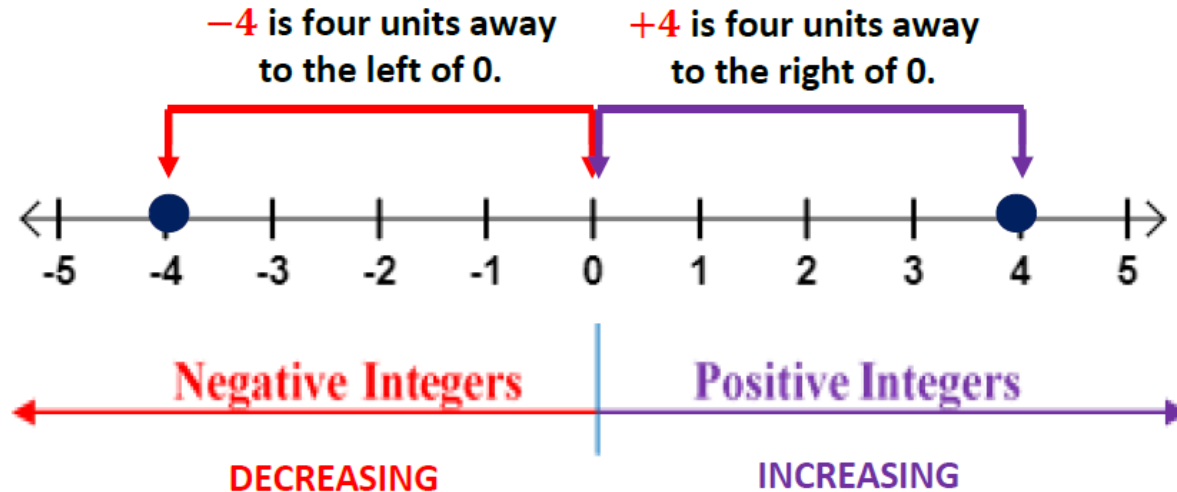 −4 is four units away
to the left of 0.
+4 is four units away
to the right of 0.
-5 -4 -3 -2 -1 0 1 2 3 4 5
Negative Integers Positive Integers
DECREASING INCREASING